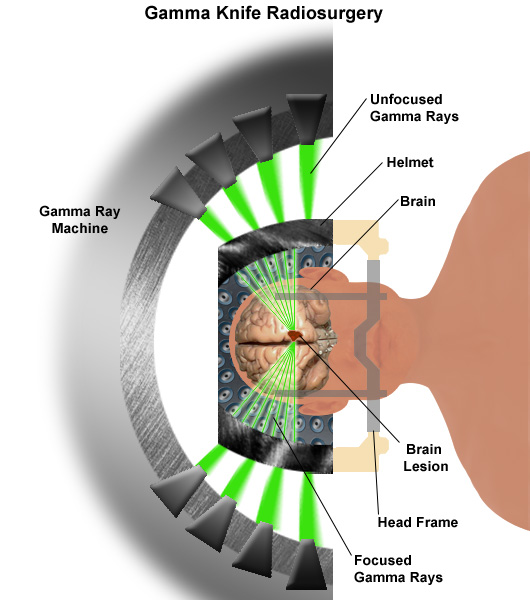 Gamma Knife Radiosurgery
Unfocused
Gamma Rays
Helmet
Brain
Gamma Ray
Machine
Brain
Lesion
Head Frame
Focused
Gamma Rays